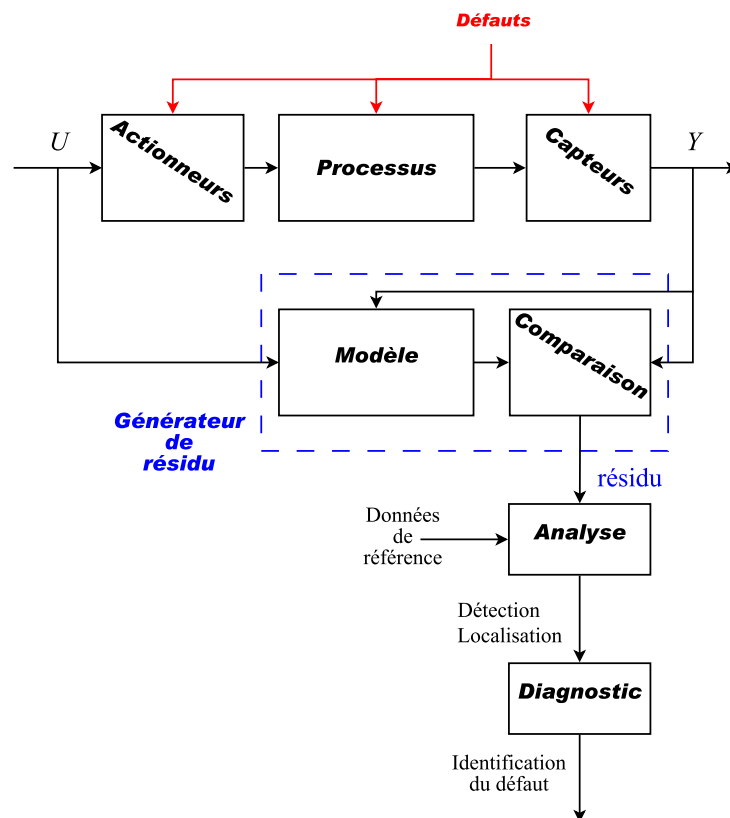 Défauts
U
Actionneurs
Processus
Capteurs
Y
Modèle
Comparaison
Générateur
de
résidu
résidu
Données
de
référence
Analyse
Détection
Localisation
Diagnostic
Identification
du défaut